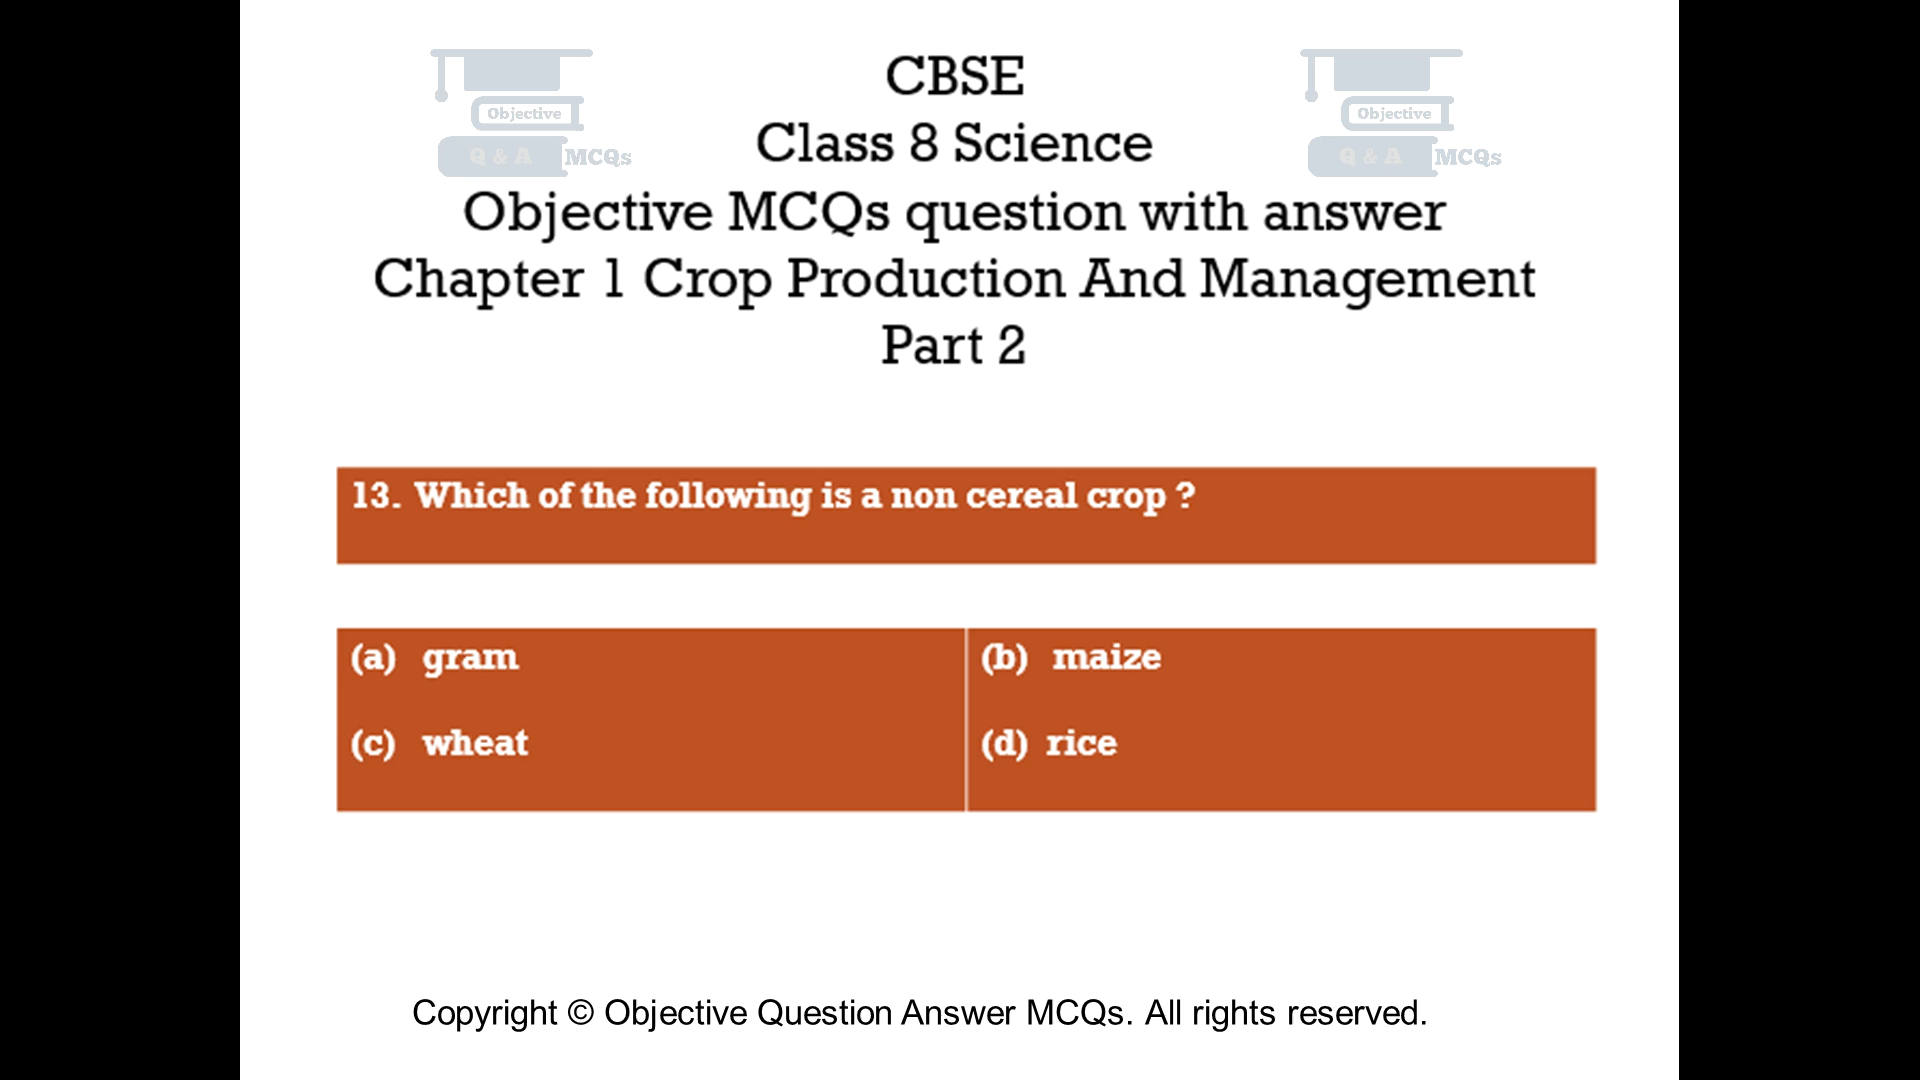 Objective
Q & A MCQs
Objective
Q & A MCQs
CBSE
Class 8 Science
Objective MCQs question with answer
Chapter 1 Crop Production And Management
Part 2
13. Which of the following is a non cereal crop ?
(a) gram
(b) maize
(c) wheat
(d) rice
Copyright © Objective Question Answer MCQs. All rights reserved.